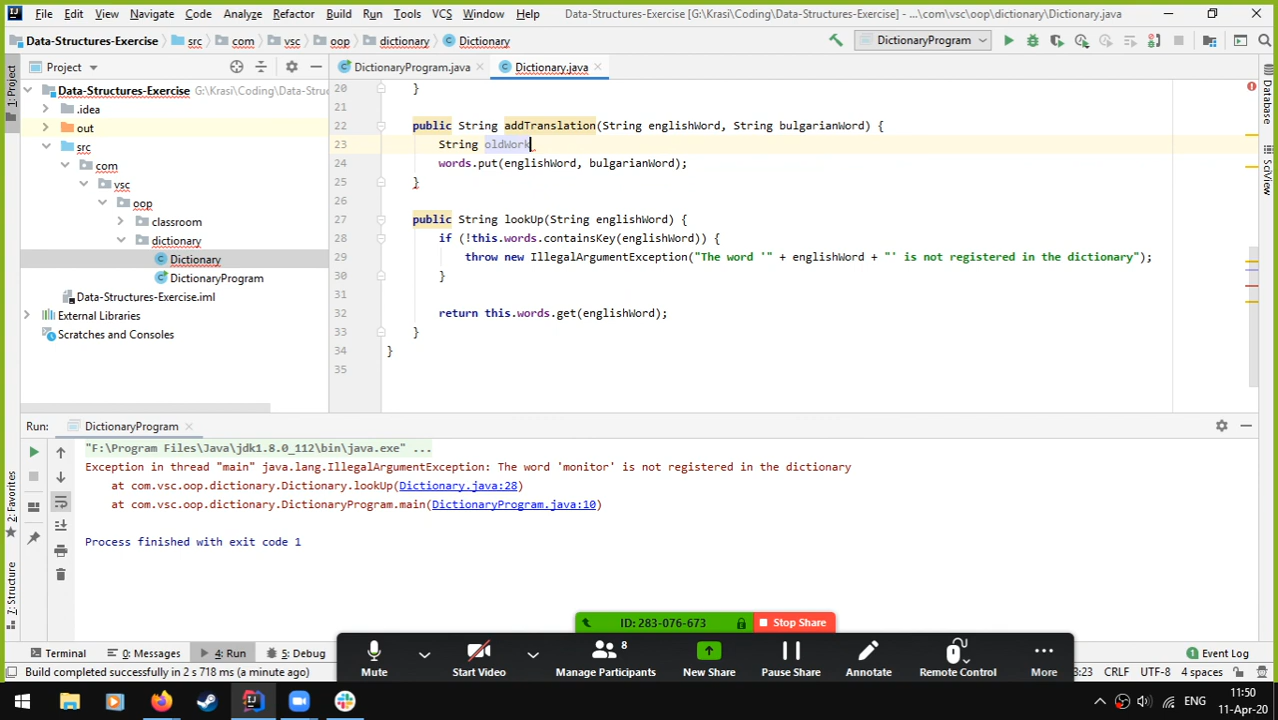 File Edit View Navigate Code Analyze Refactor Build Run Tools VCS Window Help Data-Structures-Exercise [G:\Krasi\Coding\Data-Structures-Exercise] - ...\com\vsc\oop\dictionary\Dictionary.java
Data-Structures-Exercise src com vsc oop dictionary Dictionary DictionaryProgram
1: Project
Project
DictionaryProgram.java Dictionary.java
Data-Structures-Exercise G:\Krasi\Coding\Data-Stru
.idea
out
src
com
vsc
oop
classroom
dictionary
Dictionary
DictionaryProgram
Data-Structures-Exercise.iml
External Libraries
Scratches and Consoles
20 }
21
22 public String addTranslation(String englishWord, String bulgarianWord) {
23 String oldWork
24 words.put(englishWord, bulgarianWord);
25 }
26
27 public String lookUp(String englishWord) {
28 if (!this.words.containsKey(englishWord)) {
29 throw new IllegalArgumentException("The word '" + englishWord + "' is not registered in the dictionary");
30 }
31
32 return this.words.get(englishWord);
33 }
34 }
35
Database
SciView
Run: DictionaryProgram
"F:\Program Files\Java\jdk1.8.0_112\bin\java.exe" ...
Exception in thread "main" java.lang.IllegalArgumentException: The word 'monitor' is not registered in the dictionary
at com.vsc.oop.dictionary.Dictionary.lookUp(Dictionary.java:28)
at com.vsc.oop.dictionary.DictionaryProgram.main(DictionaryProgram.java:10)
Process finished with exit code 1
2: Favorites
7: Structure
ID: 283-076-673 Stop Share
8
Mute Start Video Manage Participants New Share Pause Share Annotate Remote Control More
Terminal 0: Messages 4: Run 5: Debug Event Log
Build completed successfully in 2 s 718 ms (a minute ago) 8:23 CRLF UTF-8 4 spaces
ENG
11:50
11-Apr-20